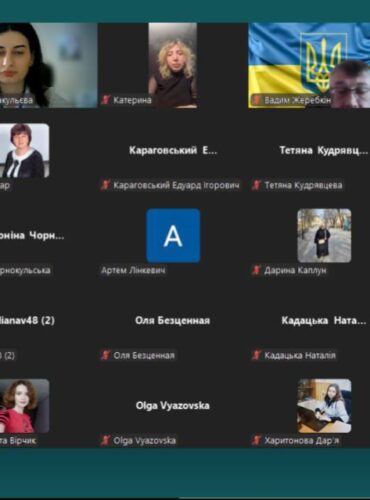 кульєва
Катерина
Вадим Жеребкін
Караговський Е...
Тетяна Кудрявц...
ар
Караговський Едуард Ігорович
Тетяна Кудрявцева
оніна Чорн...
А
рнокульська
Артем Лінкевич
Дарина Каплун
lianav48 (2)
Оля Безценная
Кадацька Ната...
8 (2)
Оля Безценная
Кадацька Наталія
Olga Vyazovska
та Вірчик
Olga Vyazovska
Харитонова Дар'я